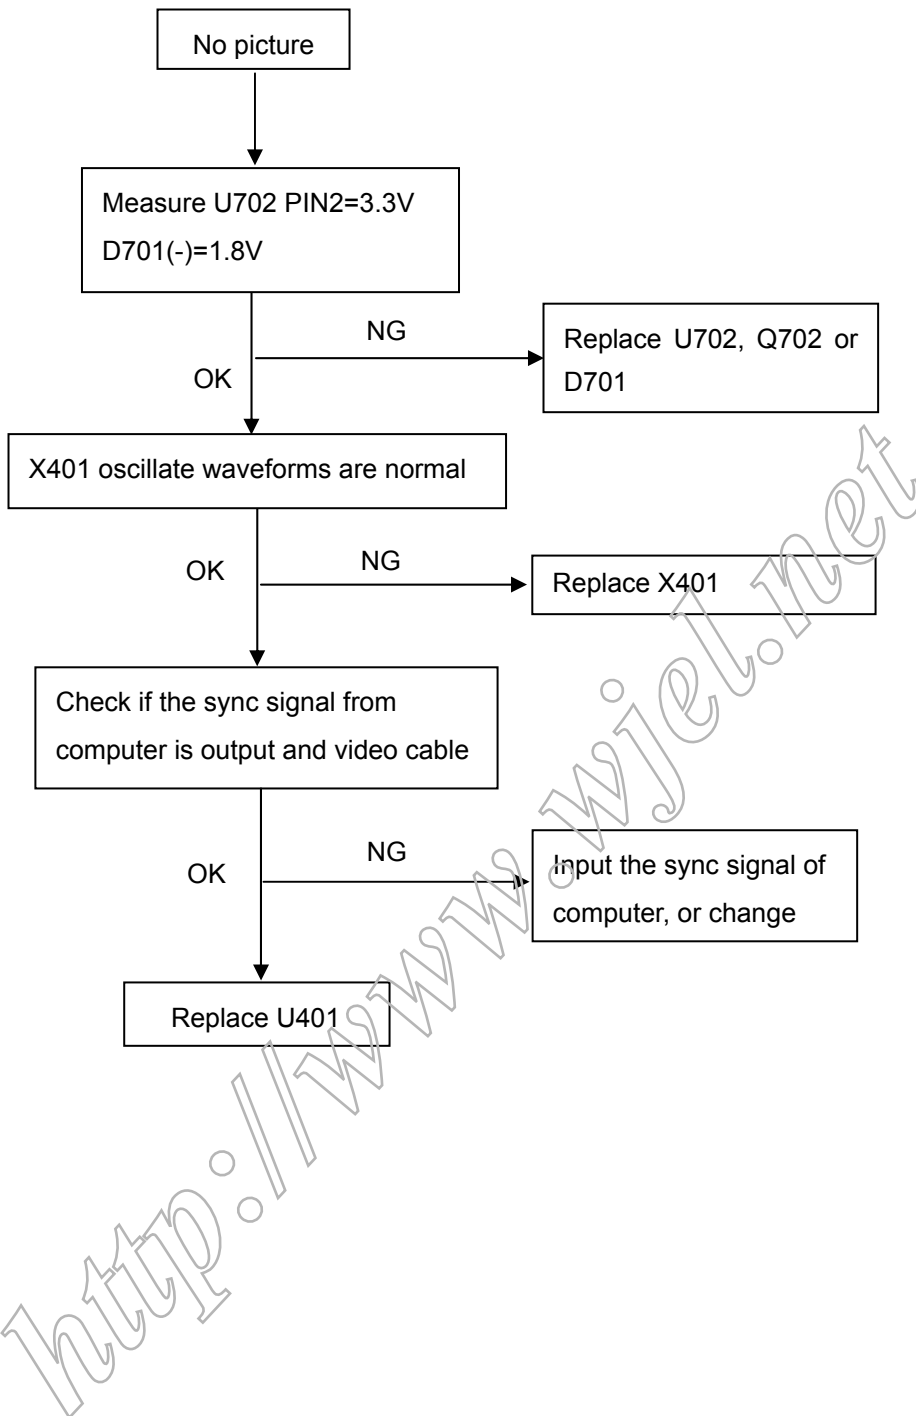 No picture
Measure U702 PIN2=3.3V
D701(-)=1.8V
NG
Replace U702, Q702 or
D701
OK
X401 oscillate waveforms are normal
NG
OK
Replace X401
Check if the sync signal from
computer is output and video cable
NG
OK
Input the sync signal of
computer, or change
Replace U401
http://www.wjel.net